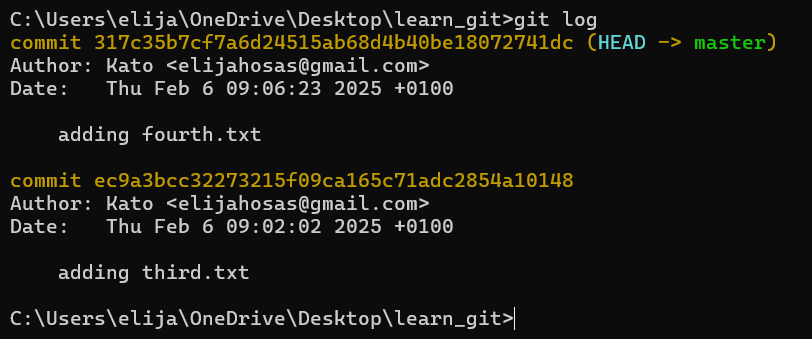 C:\Users\elija\OneDrive\Desktop\learn_git>git log
commit 317c35b7cf7a6d24515ab68d4b40be18072741dc (HEAD -> master)
Author: Kato <elijahosas@gmail.com>
Date:   Thu Feb 6 09:06:23 2025 +0100
    adding fourth.txt
commit ec9a3bcc32273215f09ca165c71adc2854a10148
Author: Kato <elijahosas@gmail.com>
Date:   Thu Feb 6 09:02:02 2025 +0100
    adding third.txt
C:\Users\elija\OneDrive\Desktop\learn_git>